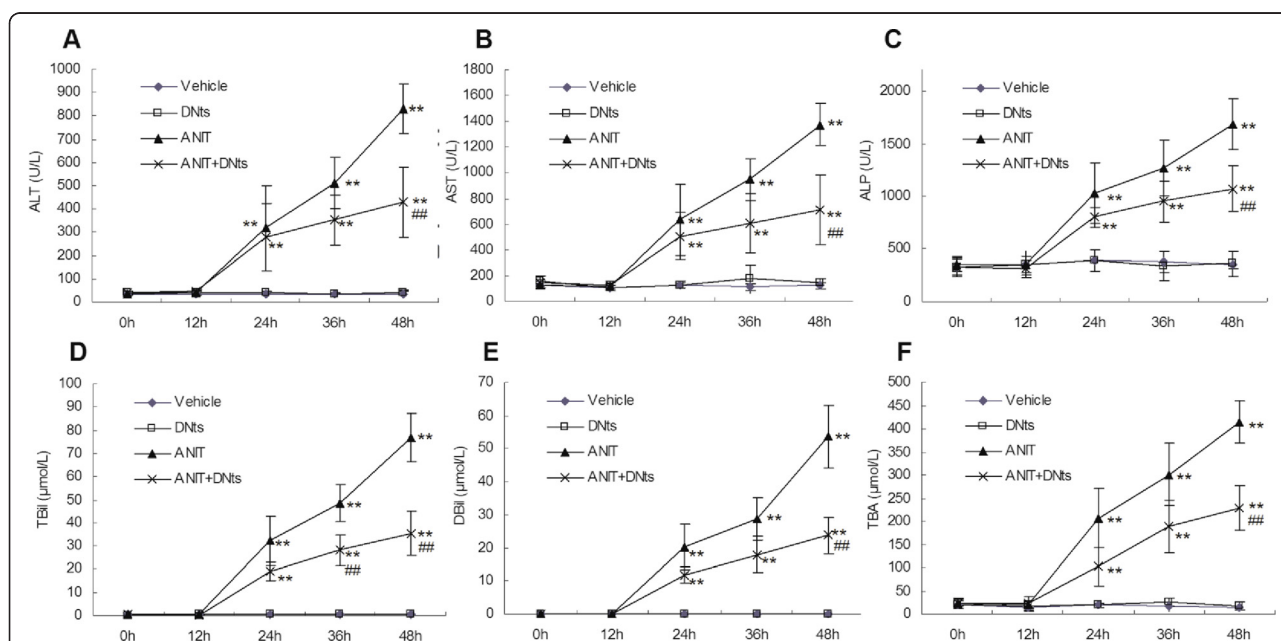 A
ALT (U/L)
1000
900
800
700
600
500
400
300
200
100
0
Vehicle
DNts
ANIT
ANIT+DNts
** **
** **
**
** ##
0h 12h 24h 36h 48h
B
AST (U/L)
1800
1600
1400
1200
1000
800
600
400
200
0
Vehicle
DNts
ANIT
ANIT+DNts
** **
** **
**
** ##
0h 12h 24h 36h 48h
C
ALP (U/L)
2000
1500
1000
500
0
Vehicle
DNts
ANIT
ANIT+DNts
** **
** **
**
** ##
0h 12h 24h 36h 48h
D
TBil (µmol/L)
100
90
80
70
60
50
40
30
20
10
0
Vehicle
DNts
ANIT
ANIT+DNts
** **
**
** ##
**
** ##
0h 12h 24h 36h 48h
E
DBil (µmol/L)
70
60
50
40
30
20
10
0
Vehicle
DNts
ANIT
ANIT+DNts
** **
** **
**
** ##
0h 12h 24h 36h 48h
F
TBA (µmol/L)
500
450
400
350
300
250
200
150
100
50
0
Vehicle
DNts
ANIT
ANIT+DNts
** **
** **
**
** ##
0h 12h 24h 36h 48h